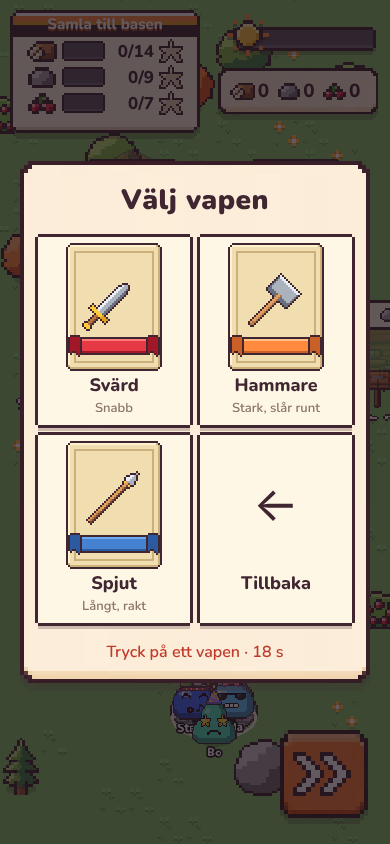 Samla till basen
0/14
0/9
0/7
0 0 0
Välj vapen
Svärd
Snabb
Hammare
Stark, slår runt
Spjut
Långt, rakt
Tillbaka
Tryck på ett vapen · 18 s
Bo